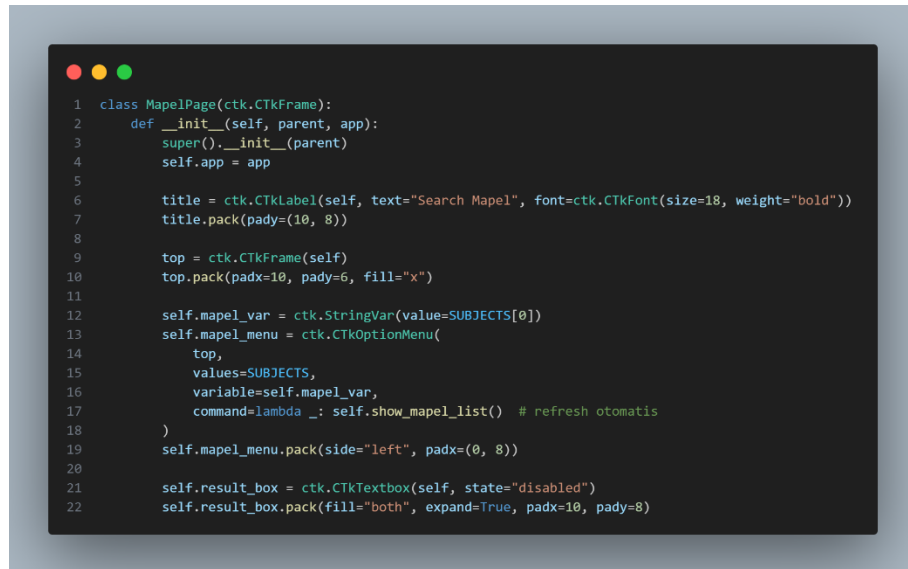 1 class MapelPage(ctk.CTkFrame):
2     def __init__(self, parent, app):
3         super().__init__(parent)
4         self.app = app
5
6         title = ctk.CTkLabel(self, text="Search Mapel", font=ctk.CTkFont(size=18, weight="bold"))
7         title.pack(pady=(10, 8))
8
9         top = ctk.CTkFrame(self)
10         top.pack(padx=10, pady=6, fill="x")
11
12         self.mapel_var = ctk.StringVar(value=SUBJECTS[0])
13         self.mapel_menu = ctk.CTkOptionMenu(
14             top,
15             values=SUBJECTS,
16             variable=self.mapel_var,
17             command=lambda _: self.show_mapel_list()  # refresh otomatis
18         )
19         self.mapel_menu.pack(side="left", padx=(0, 8))
20
21         self.result_box = ctk.CTkTextbox(self, state="disabled")
22         self.result_box.pack(fill="both", expand=True, padx=10, pady=8)